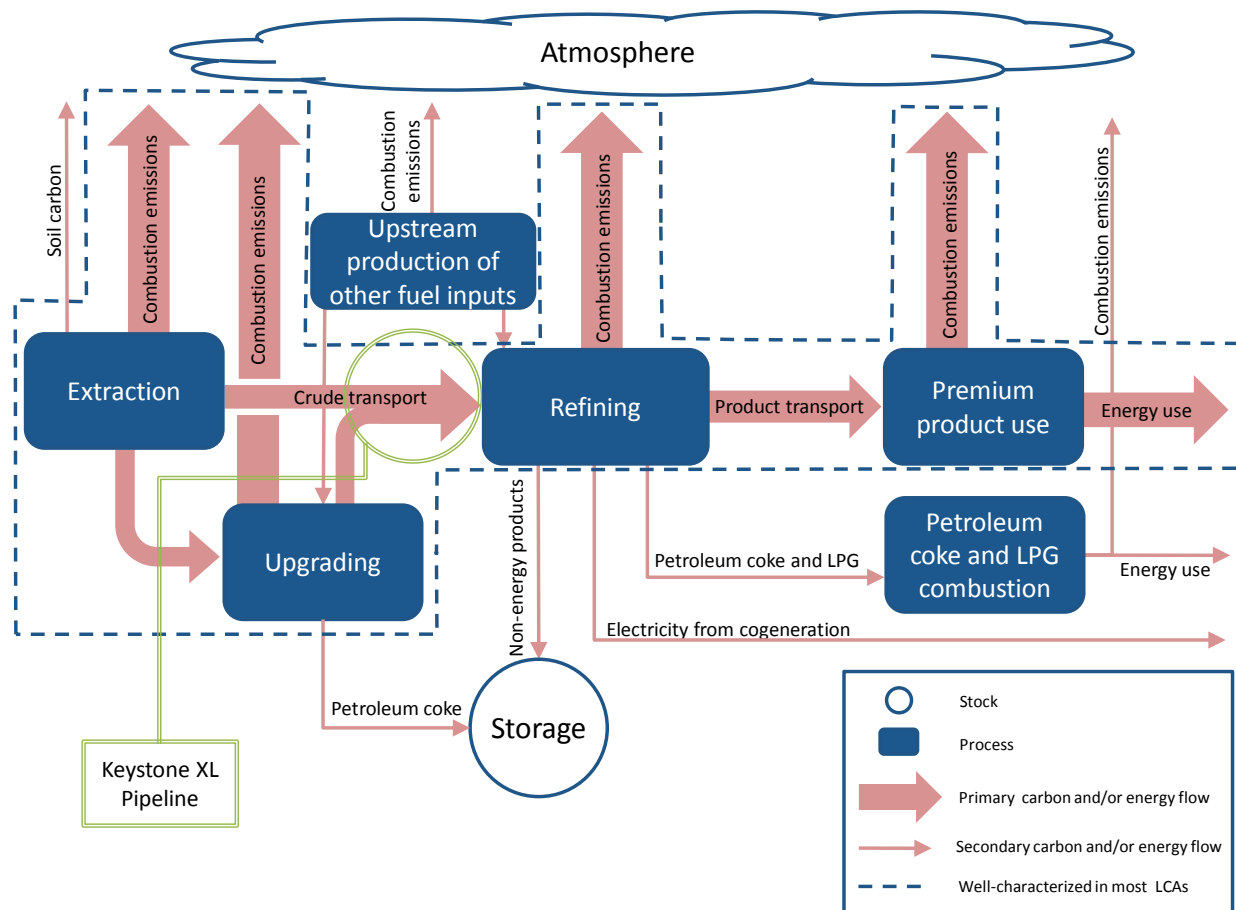 Atmosphere
Soil carbon
Combustion emissions
Combustion emissions
Combustion
emissions
Combustion emissions
Combustion emissions
Combustion emissions
Upstream
production of
other fuel inputs
Extraction
Crude transport
Refining
Product transport
Premium
product use
Energy use
Upgrading
Non-energy products
Petroleum coke and LPG
Petroleum
coke and LPG
combustion
Energy use
Electricity from cogeneration
Petroleum coke
Storage
Keystone XL
Pipeline
Stock
Process
Primary carbon and/or energy flow
Secondary carbon and/or energy flow
Well-characterized in most LCAs